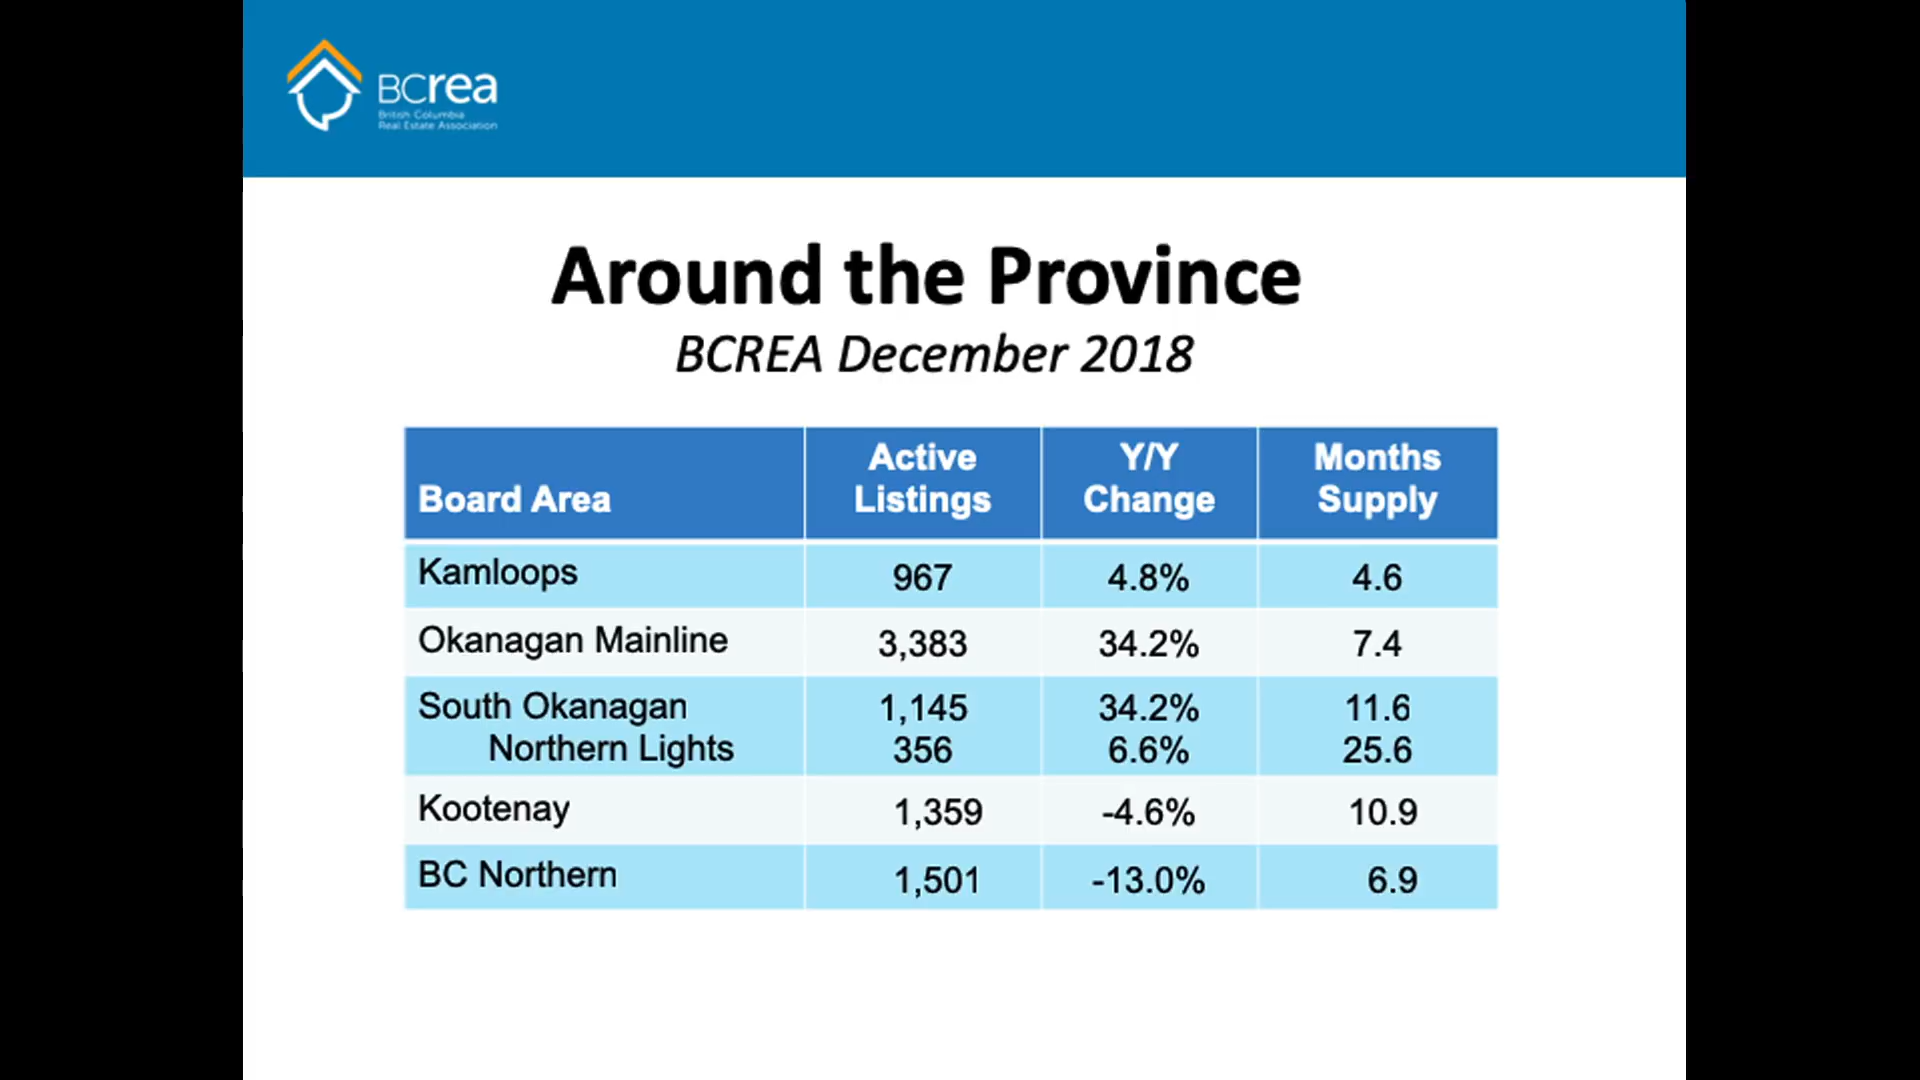 BCrea
British Columbia
Real Estate Association
Around the Province
BCREA December 2018
Board Area Active Listings Y/Y Change Months Supply
Kamloops 967 4.8% 4.6
Okanagan Mainline 3,383 34.2% 7.4
South Okanagan 1,145 34.2% 11.6
Northern Lights 356 6.6% 25.6
Kootenay 1,359 -4.6% 10.9
BC Northern 1,501 -13.0% 6.9